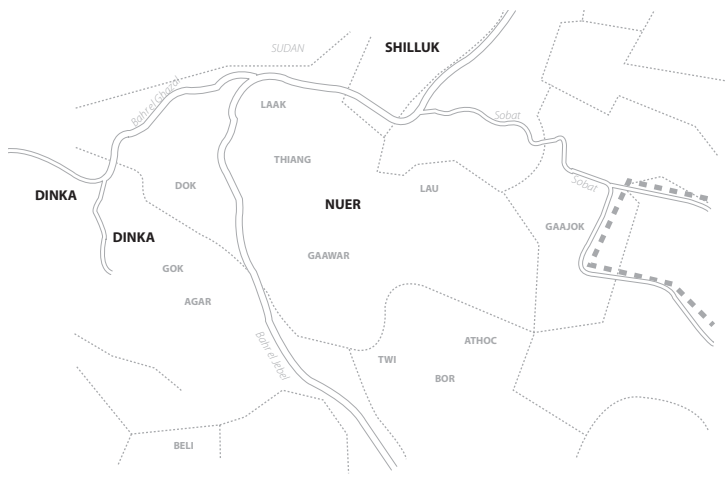 SUDAN
SHILLUK
Bahr el Ghazal
LAAK
Sobat
THIANG
Sobat
DOK
LAU
DINKA
NUER
GAAJOK
DINKA
GAAWAR
GOK
AGAR
Bahr el Jebel
ATHOC
TWI
BOR
BELI